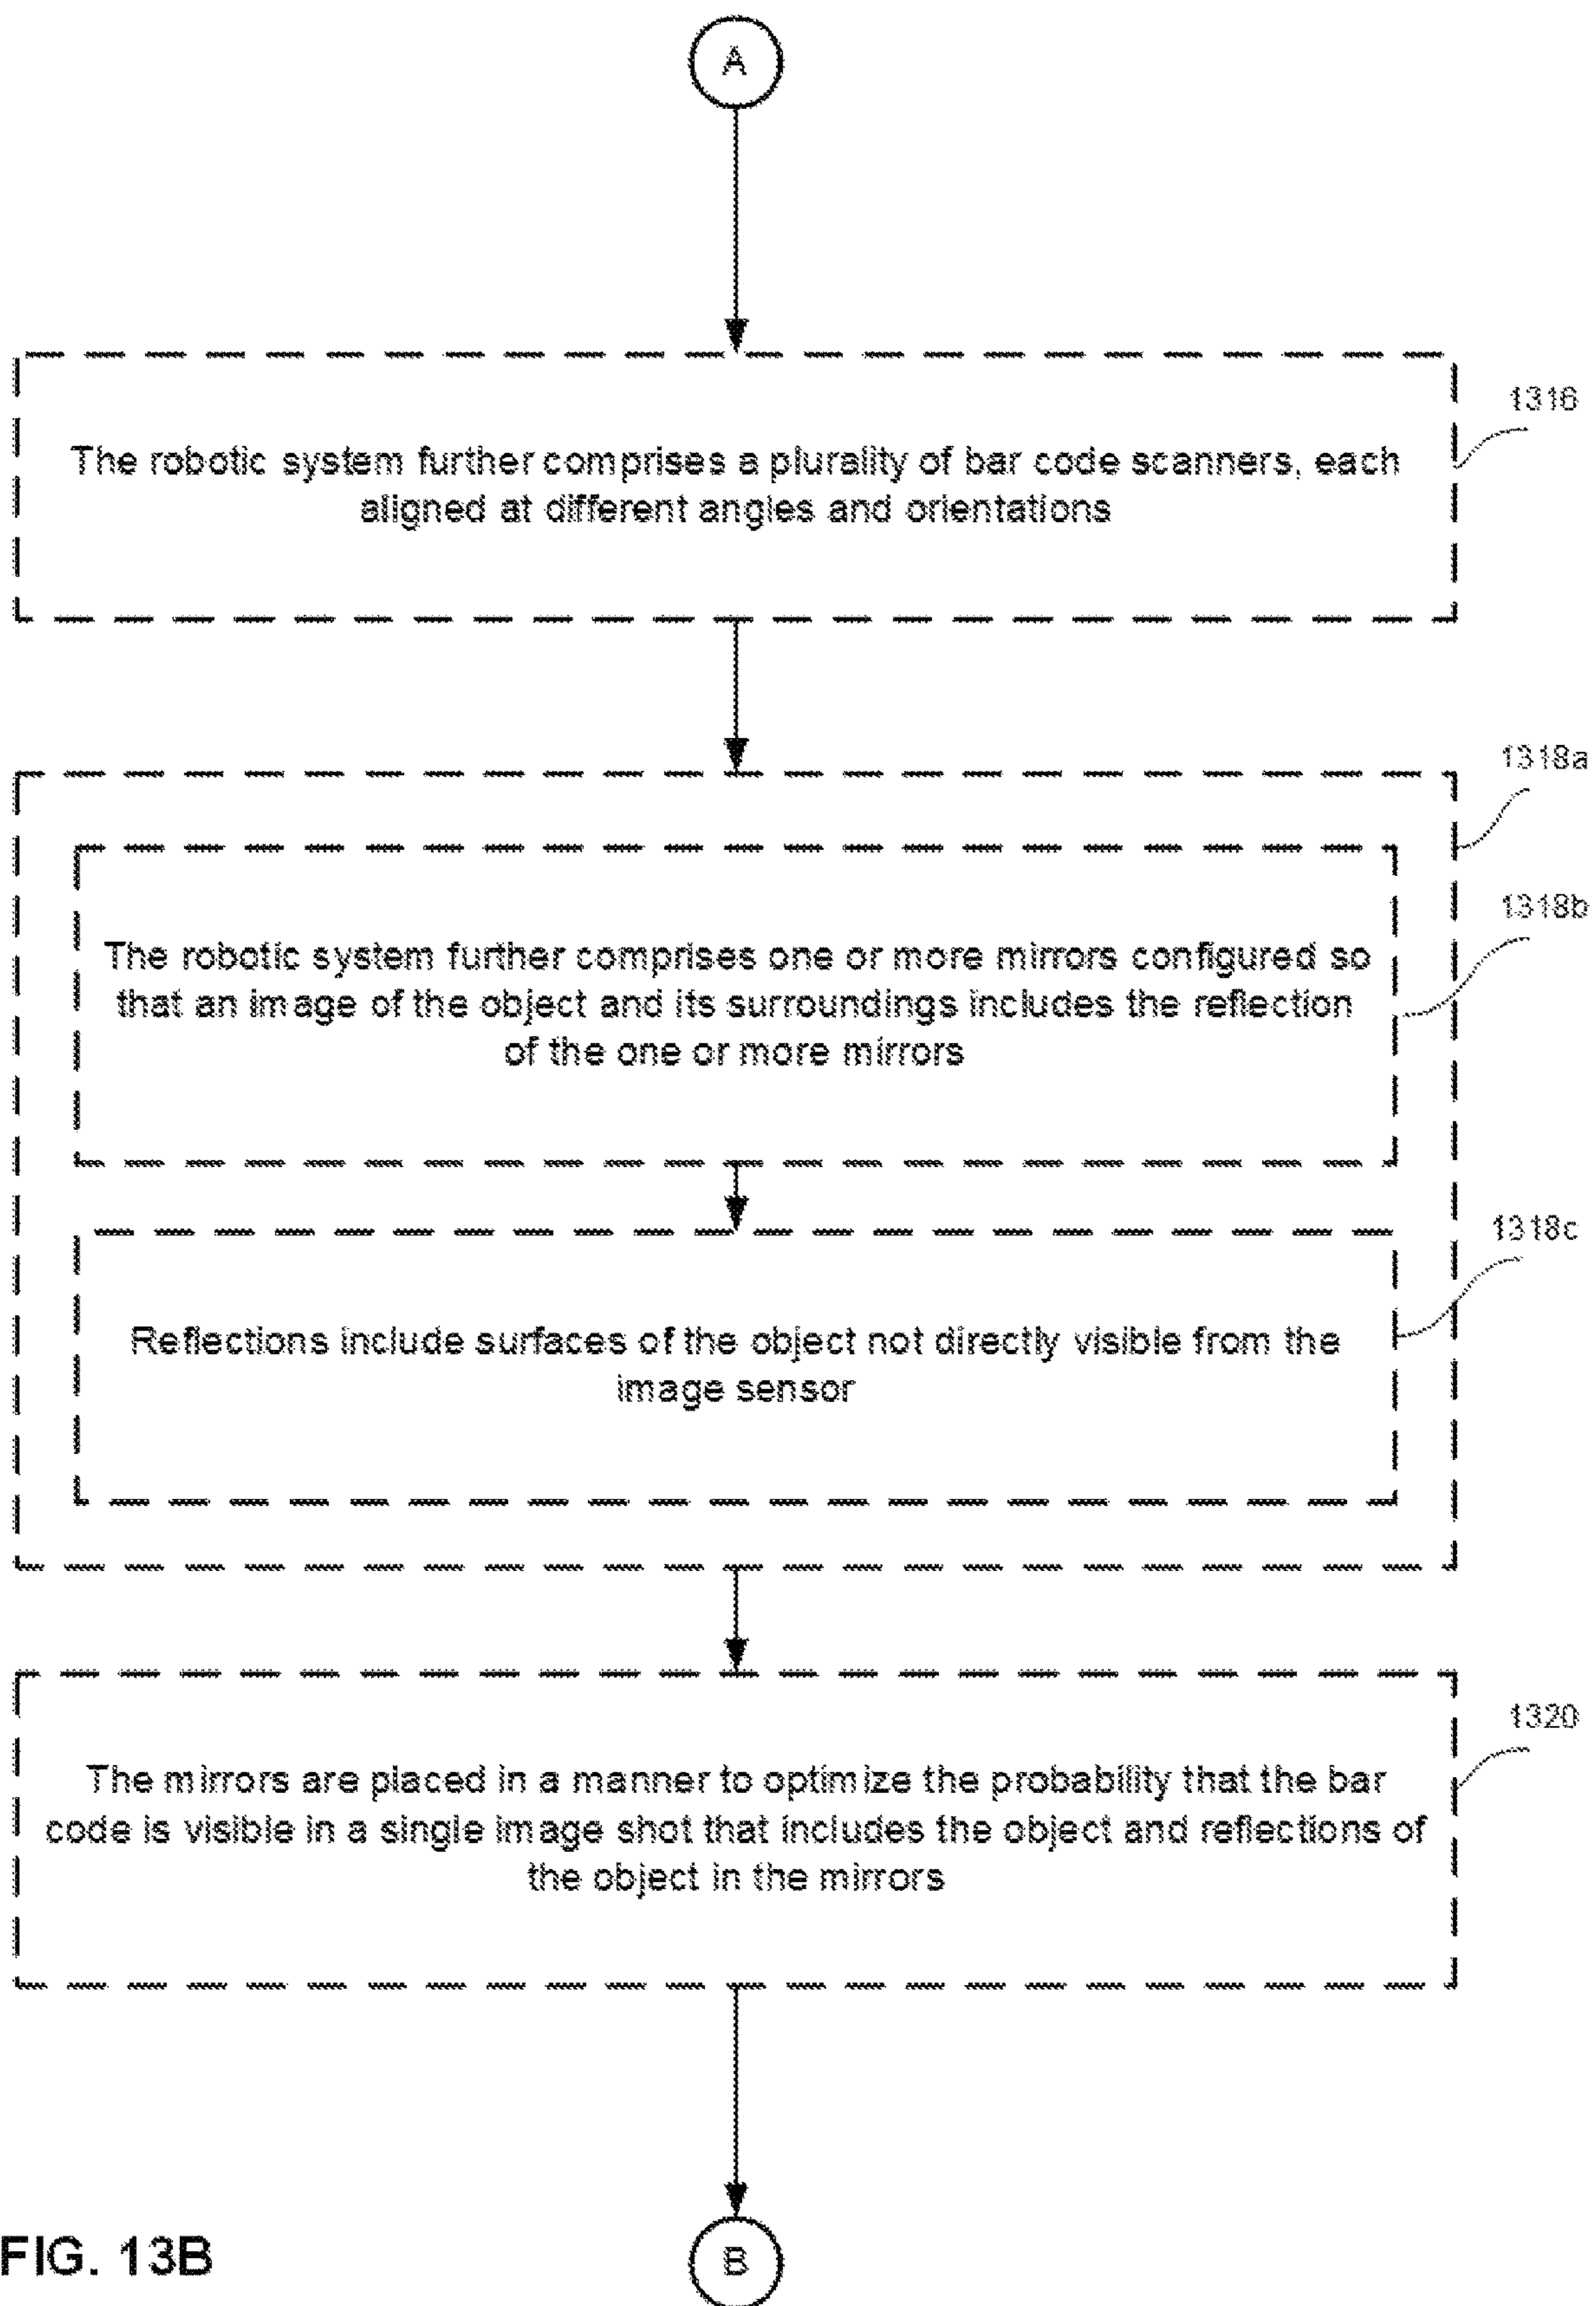 A
1316
The robotic system further comprises a plurality of bar code scanners, each
aligned at different angles and orientations
1318a
1318b
The robotic system further comprises one or more mirrors configured so
that an image of the object and its surroundings includes the reflection
of the one or more mirrors
1318c
Reflections include surfaces of the object not directly visible from the
image sensor
1320
The mirrors are placed in a manner to optimize the probability that the bar
code is visible in a single image shot that includes the object and reflections of
the object in the mirrors
FIG. 13B
B